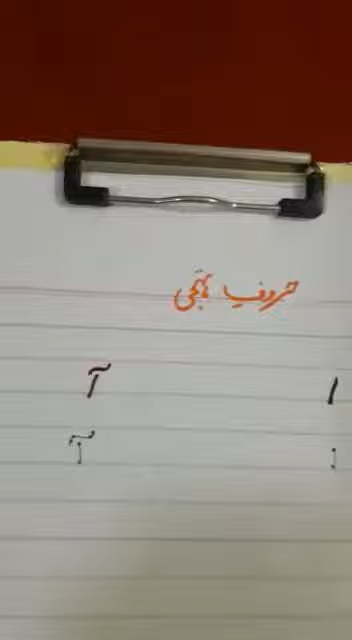 حروف تہجی
ا آ
ا آ